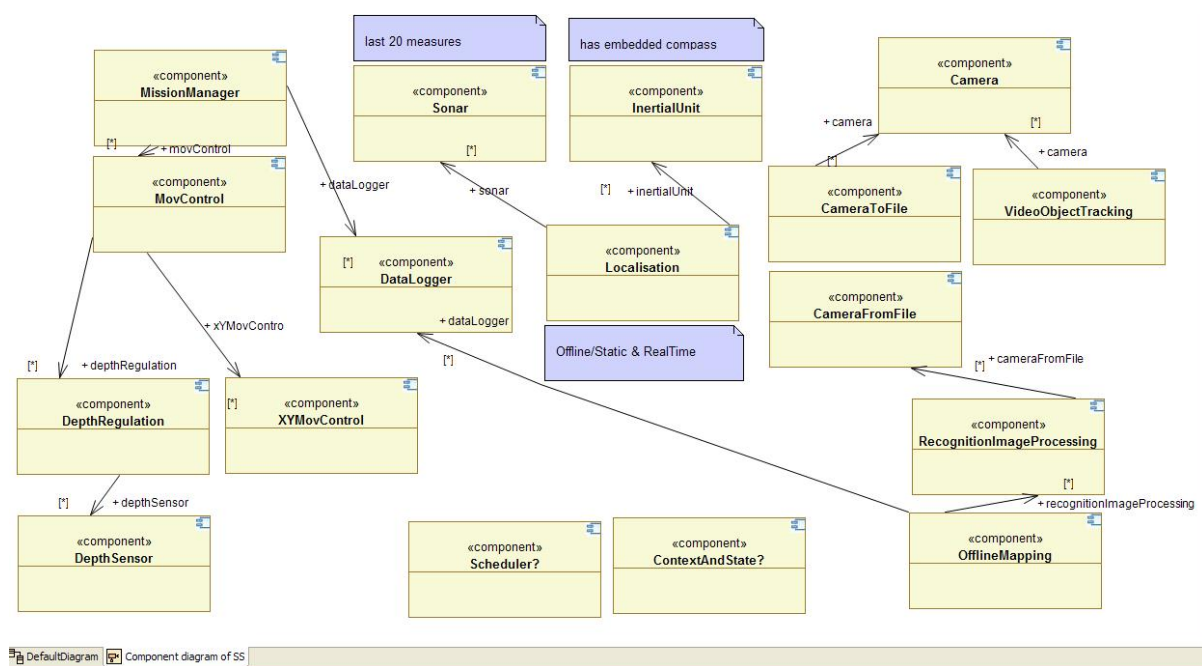 last 20 measures
has embedded compass
«component»
MissionManager
«component»
Sonar
«component»
InertialUnit
«component»
Camera
[*]
+ movControl
[*]
[*]
+ camera
[*]
+ camera
[*]
«component»
MovControl
+ dataLogger
+ sonar
+ inertialUnit
«component»
CameraToFile
«component»
VideoObjectTracking
[*]
«component»
DataLogger
«component»
Localisation
+ dataLogger
«component»
CameraFromFile
+ xYMovContro
Offline/Static & RealTime
[*]
[*]
+ cameraFromFile
[*]
+ depthRegulation
«component»
DepthRegulation
[*]
«component»
XYMovControl
«component»
RecognitionImageProcessing
[*]
+ recognitionImageProcessing
[*]
+ depthSensor
«component»
DepthSensor
«component»
Scheduler?
«component»
ContextAndState?
«component»
OfflineMapping
DefaultDiagram
Component diagram of SS